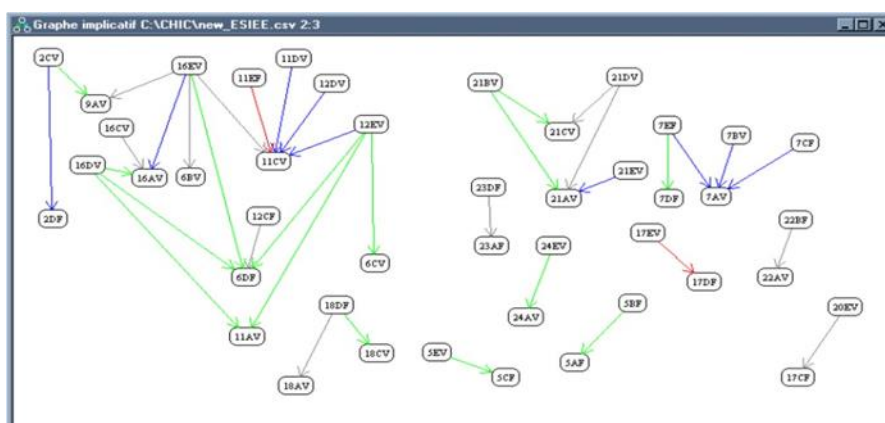 Graphe implicatif C:\CHIC\new_ESIEE.csv 2:3
2CV
16EV
11EF
11DV
12DV
9AV
16CV
12EV
16DV
16AV
6BV
11CV
2DF
12CF
6DF
6CV
11AV
18DF
18CV
18AV
21BV
21DV
21CV
7EF
7BV
7CF
23DF
21AV
21EV
7DF
7AV
23AF
24EV
17EV
22BF
17DF
22AV
24AV
5BF
20EV
5EV
5CF
5AF
17CF